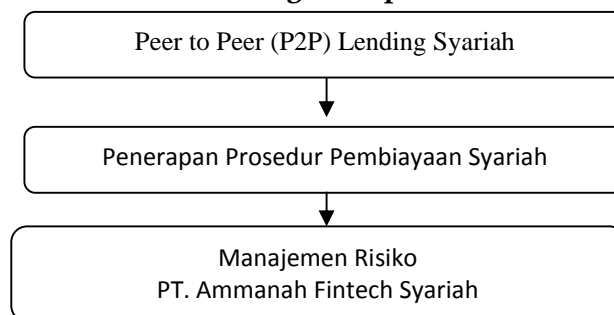 Peer to Peer (P2P) Lending Syariah
Penerapan Prosedur Pembiayaan Syariah
Manajemen Risiko
PT. Ammanah Fintech Syariah